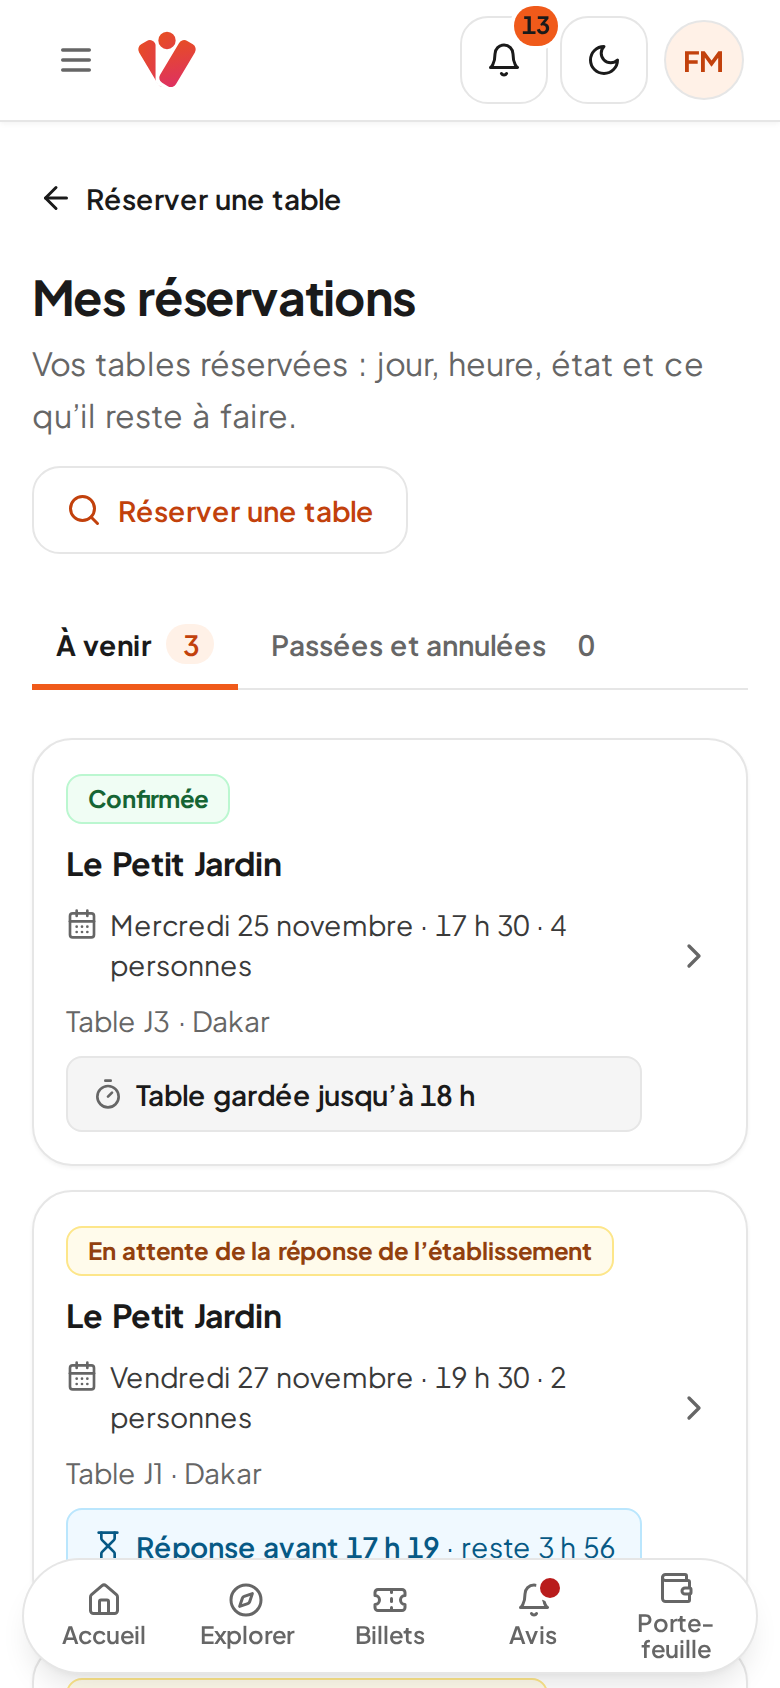 13
FM
Réserver une table
Mes réservations
Vos tables réservées : jour, heure, état et ce
qu’il reste à faire.
Réserver une table
À venir 3 Passées et annulées 0
Confirmée
Le Petit Jardin
Mercredi 25 novembre · 17 h 30 · 4
personnes
Table J3 · Dakar
Table gardée jusqu’à 18 h
En attente de la réponse de l’établissement
Le Petit Jardin
Vendredi 27 novembre · 19 h 30 · 2
personnes
Table J1 · Dakar
Réponse avant 17 h 19 · reste 3 h 56
Accueil Explorer Billets Avis Porte-
feuille